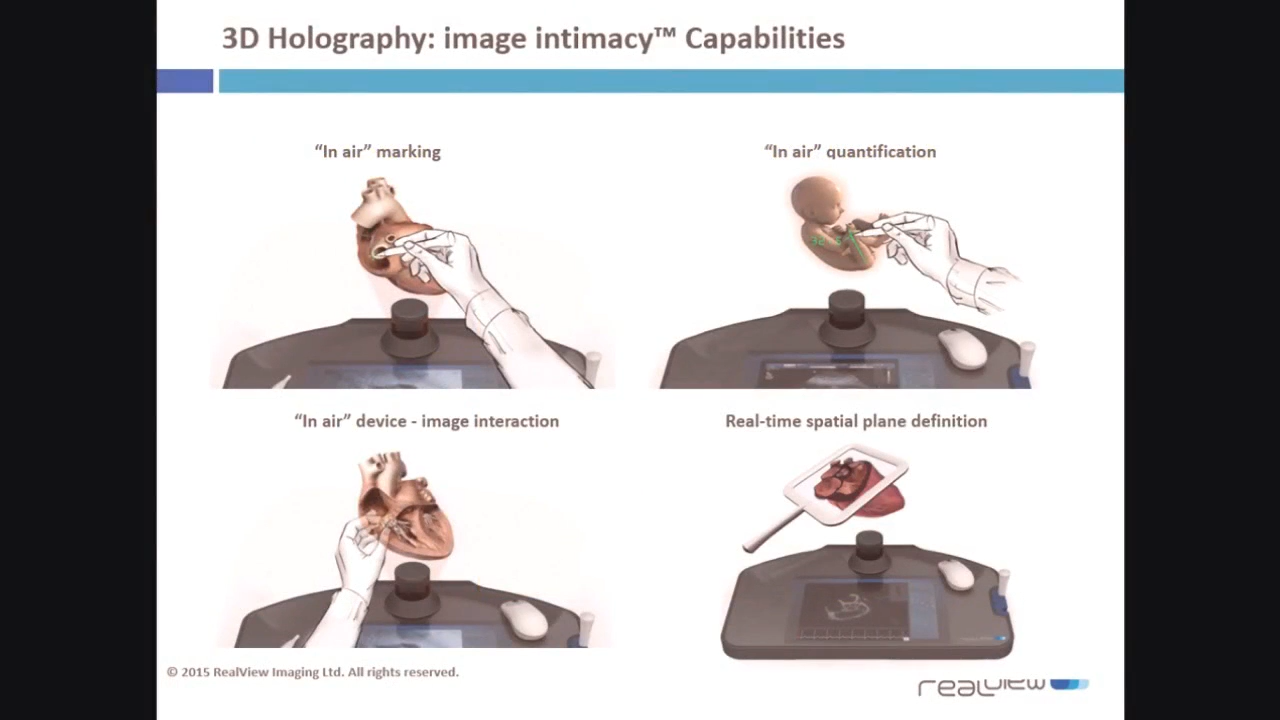 3D Holography: image intimacy™ Capabilities
“In air” marking
“In air” quantification
“In air” device - image interaction
Real-time spatial plane definition
© 2015 RealView Imaging Ltd. All rights reserved.
realview